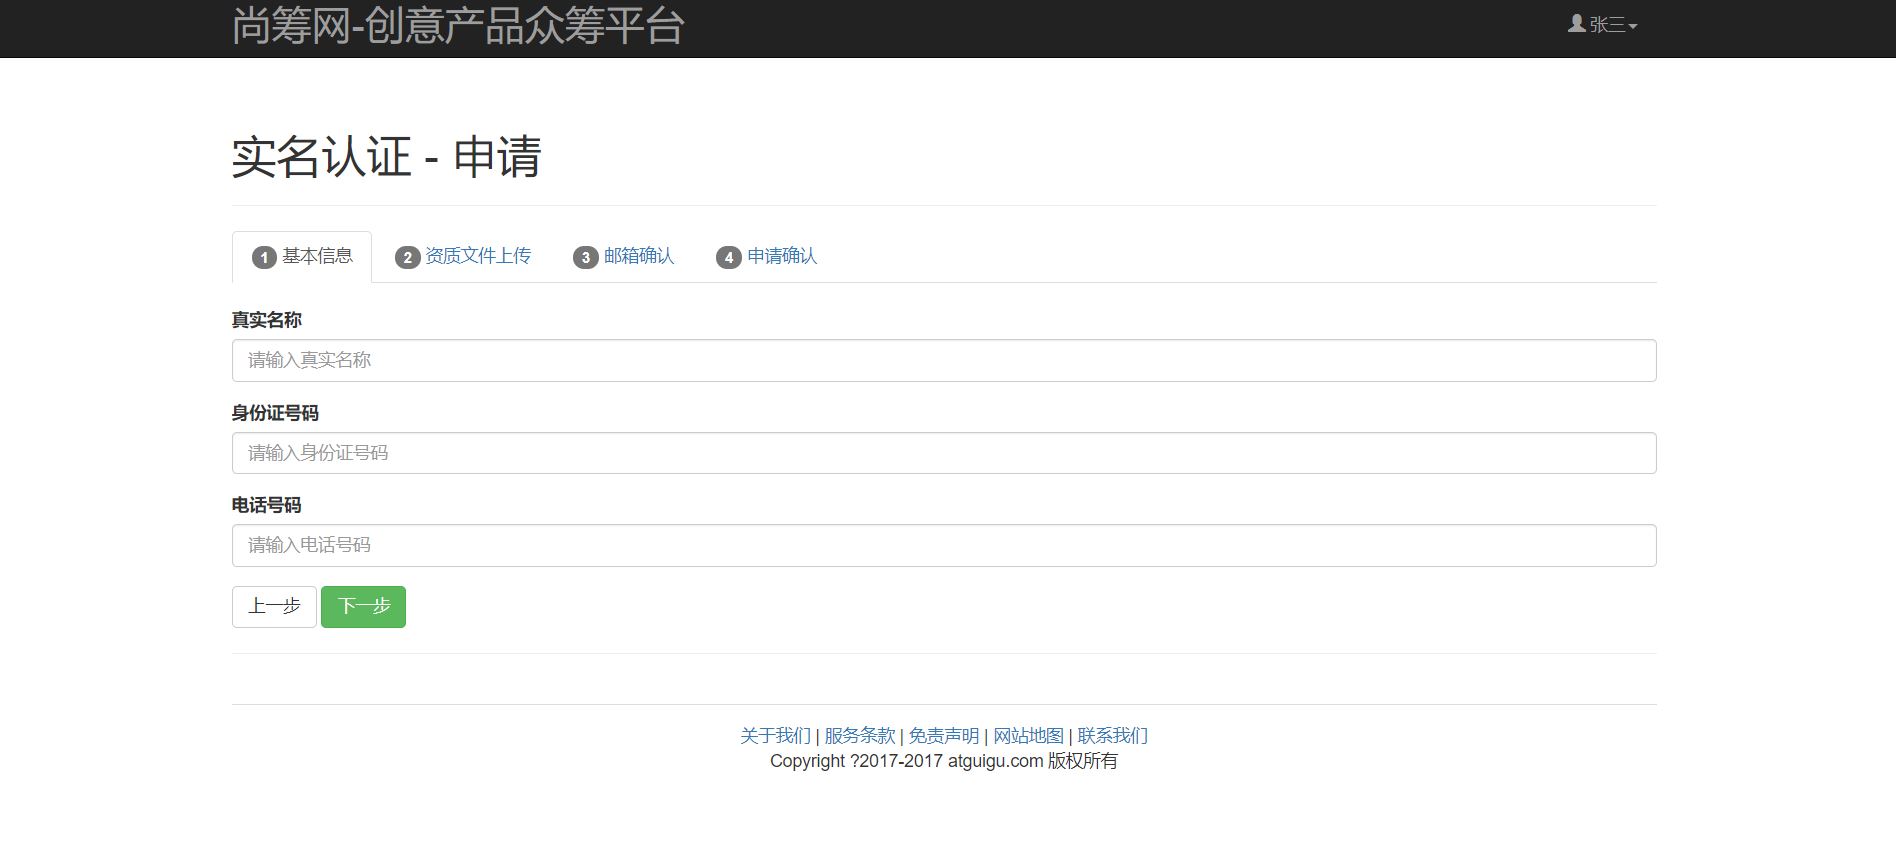 尚筹网-创意产品众筹平台
张三
实名认证 - 申请
1 基本信息 2 资质文件上传 3 邮箱确认 4 申请确认
真实名称
请输入真实名称
身份证号码
请输入身份证号码
电话号码
请输入电话号码
上一步 下一步
关于我们 | 服务条款 | 免责声明 | 网站地图 | 联系我们
Copyright ?2017-2017 atguigu.com 版权所有